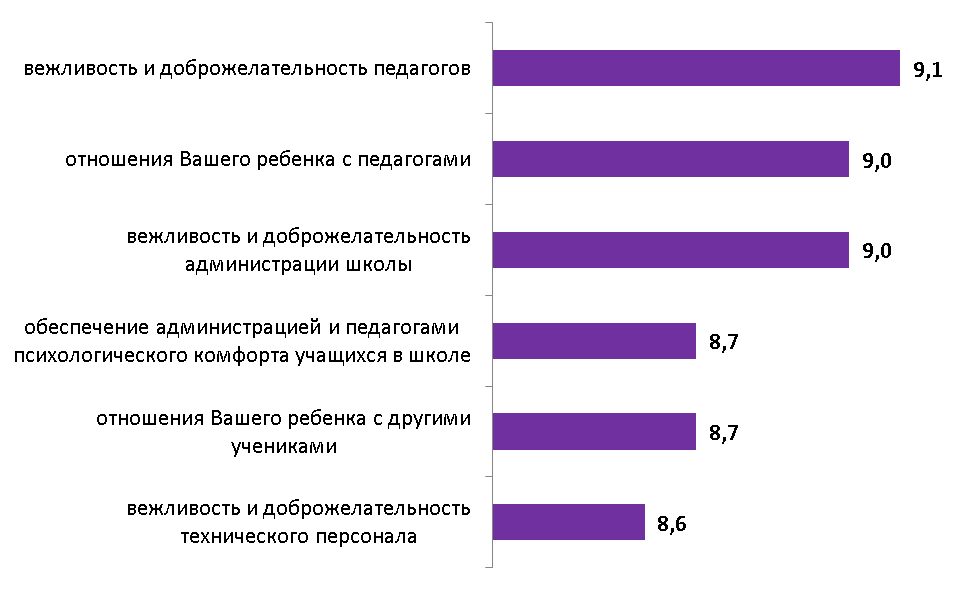 вежливость и доброжелательность педагогов
9,1
отношения Вашего ребенка с педагогами
9,0
вежливость и доброжелательность
администрации школы
9,0
обеспечение администрацией и педагогами
психологического комфорта учащихся в школе
8,7
отношения Вашего ребенка с другими
учениками
8,7
вежливость и доброжелательность
технического персонала
8,6